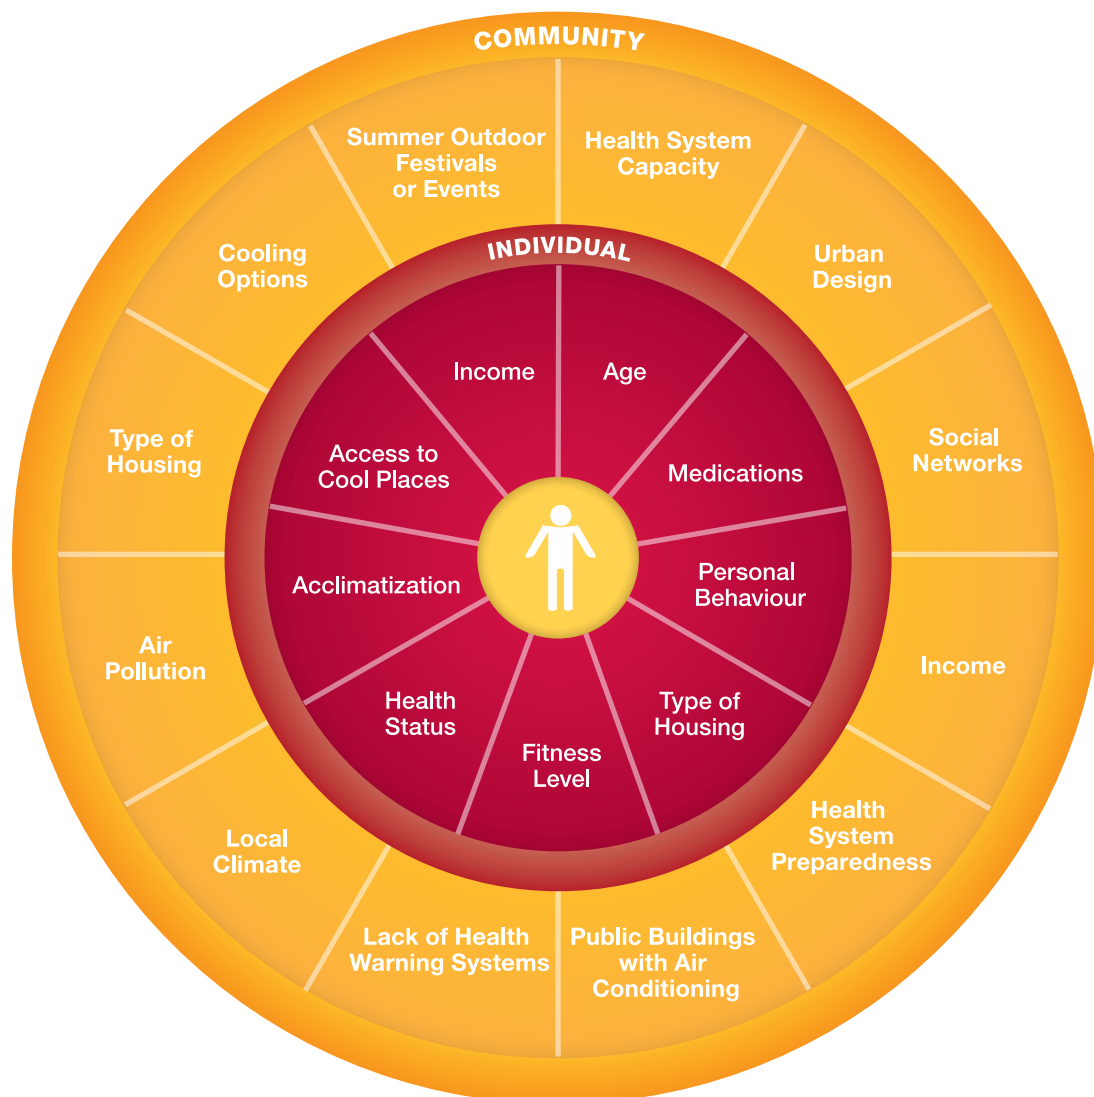 COMMUNITY
Health System
Capacity
Urban
Design
Social
Networks
Income
Health
System
Preparedness
Public Buildings
with Air
Conditioning
Lack of Health
Warning Systems
Local
Climate
Air
Pollution
Type of
Housing
Cooling
Options
Summer Outdoor
Festivals
or Events
INDIVIDUAL
Age
Medications
Personal
Behaviour
Type of
Housing
Fitness
Level
Health
Status
Acclimatization
Access to
Cool Places
Income